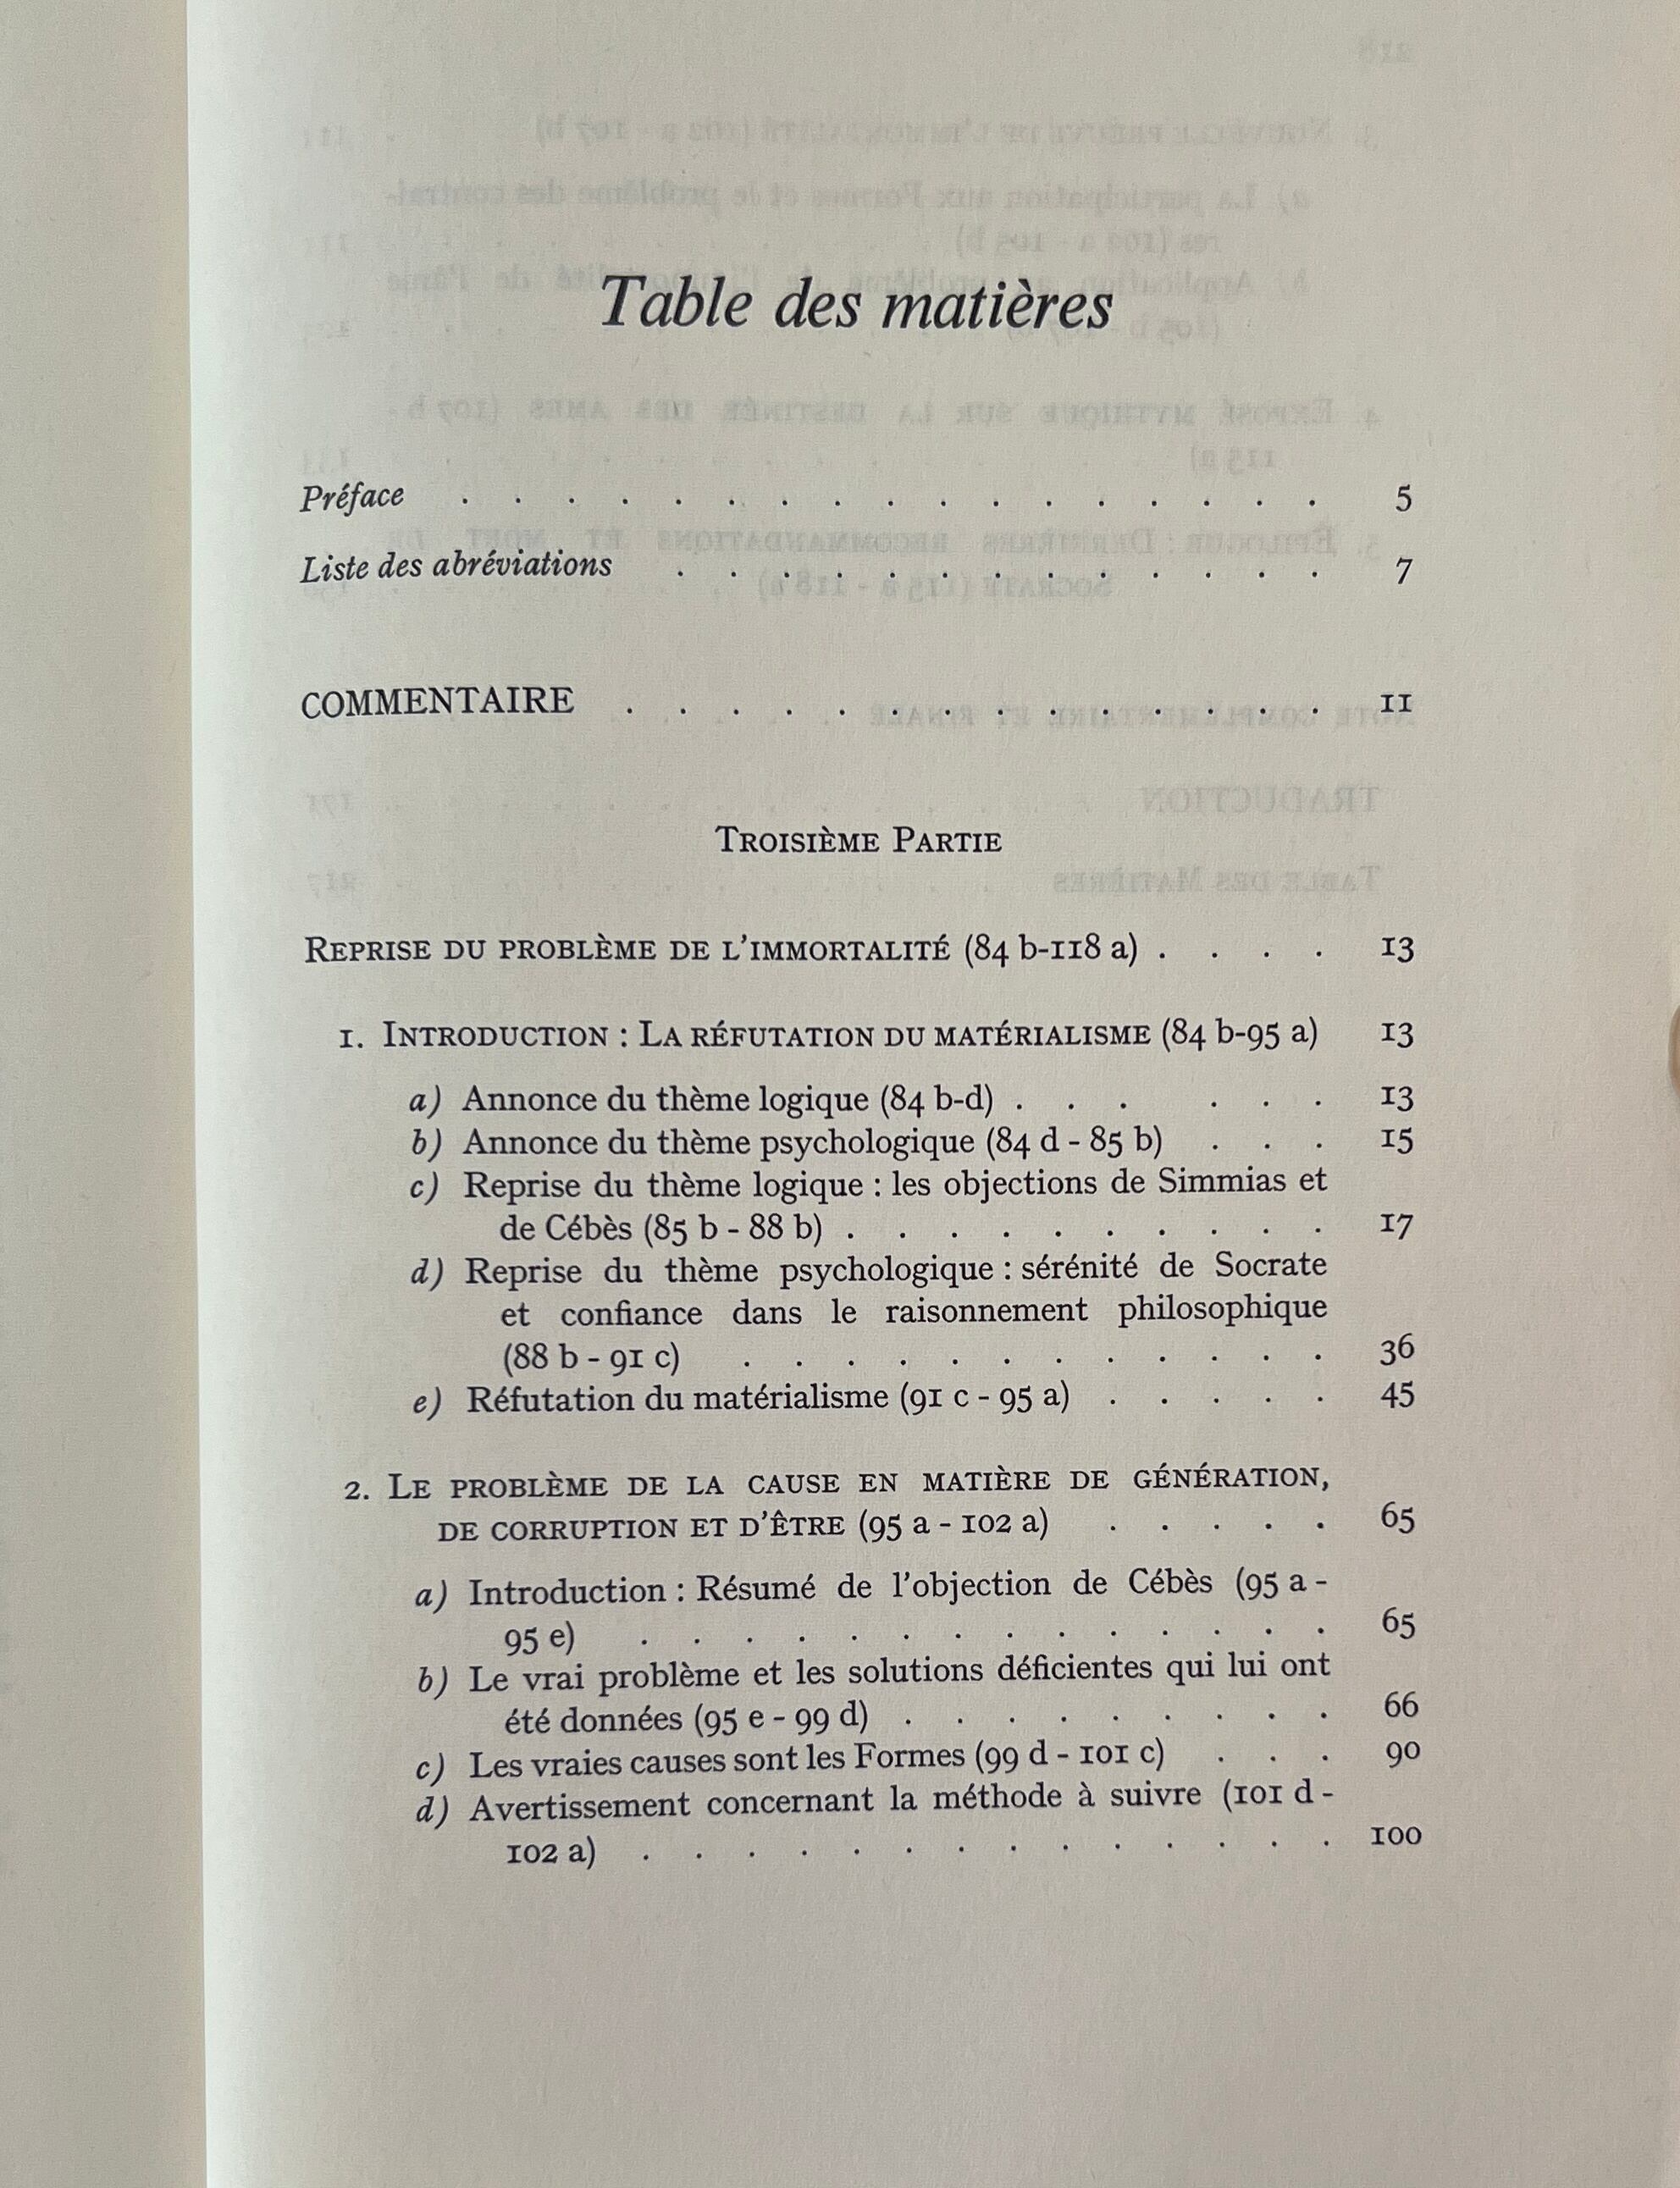 Table des matières
Préface . . . . . . . . . . . . . . . . . 5
Liste des abréviations . . . . . . . . . . . . . 7
COMMENTAIRE . . . . . . . . . . . . . . 11
Troisième Partie
Reprise du problème de l'immortalité (84 b-118 a) . . . . 13
1. Introduction : La réfutation du matérialisme (84 b-95 a) 13
a) Annonce du thème logique (84 b-d) . . . . . . 13
b) Annonce du thème psychologique (84 d - 85 b) . . . 15
c) Reprise du thème logique : les objections de Simmias et
de Cébès (85 b - 88 b) . . . . . . . . . . 17
d) Reprise du thème psychologique : sérénité de Socrate
et confiance dans le raisonnement philosophique
(88 b - 91 c) . . . . . . . . . . . . 36
e) Réfutation du matérialisme (91 c - 95 a) . . . . . 45
2. Le problème de la cause en matière de génération,
de corruption et d'être (95 a - 102 a) . . . . . 65
a) Introduction : Résumé de l'objection de Cébès (95 a -
95 e) . . . . . . . . . . . . . . 65
b) Le vrai problème et les solutions déficientes qui lui ont
été données (95 e - 99 d) . . . . . . . . . 66
c) Les vraies causes sont les Formes (99 d - 101 c) . . . 90
d) Avertissement concernant la méthode à suivre (101 d -
102 a) . . . . . . . . . . . . . . 100